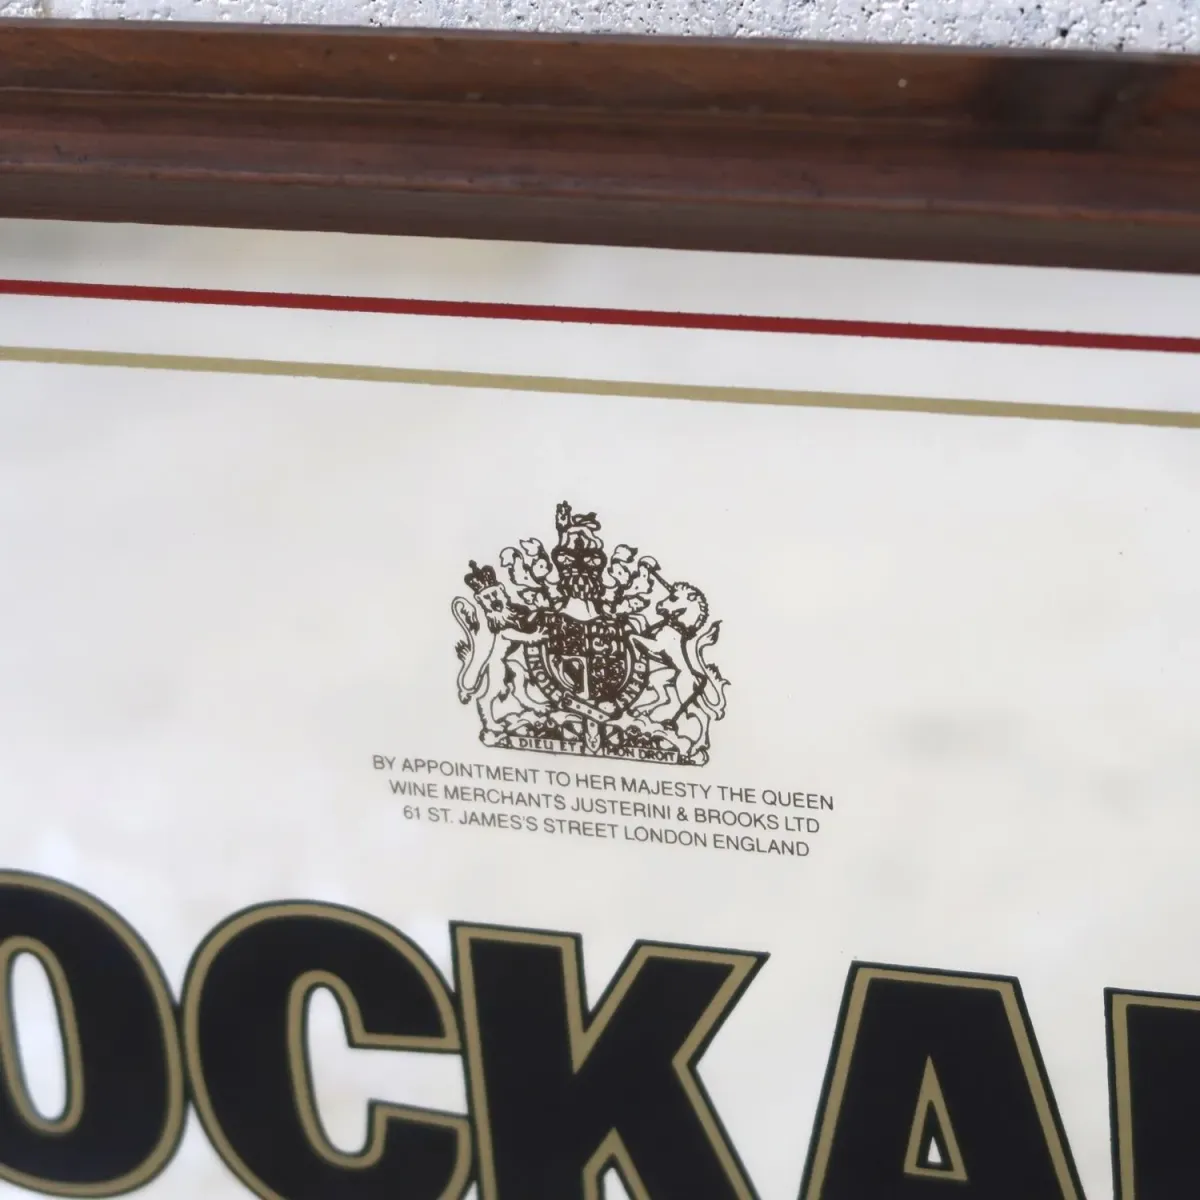 DIEU ET MON DROIT
BY APPOINTMENT TO HER MAJESTY THE QUEEN
WINE MERCHANTS JUSTERINI & BROOKS LTD
61 ST. JAMES'S STREET LONDON ENGLAND
OCKA